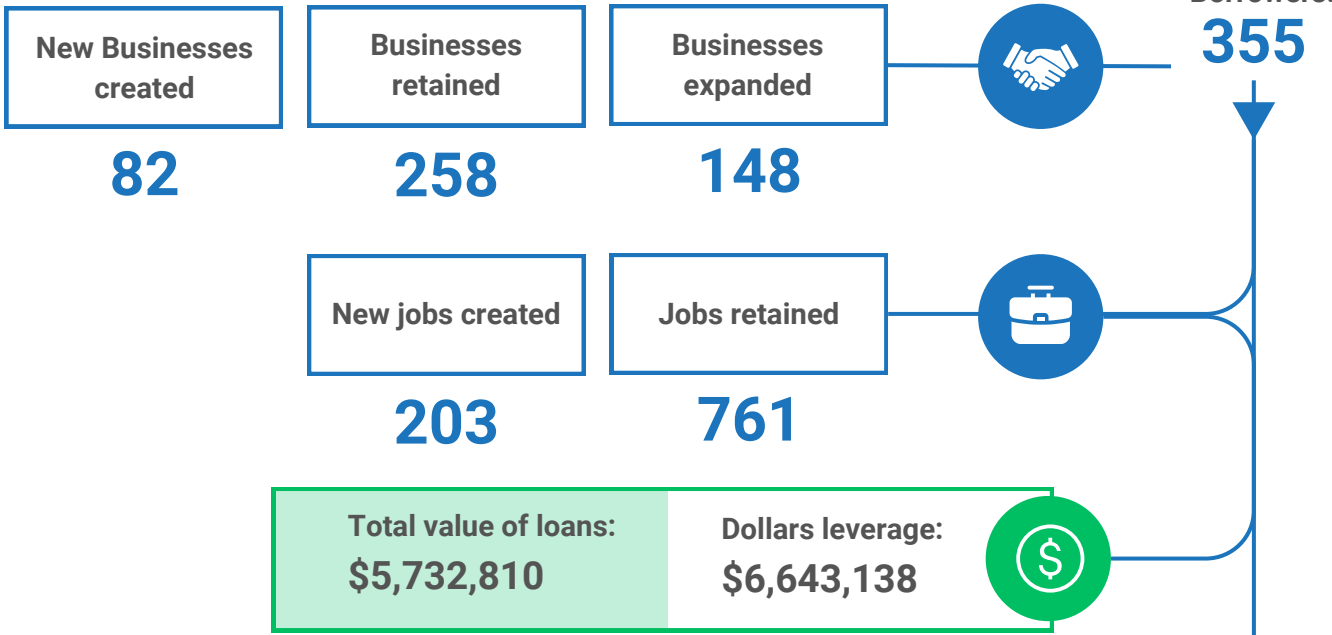 New Businesses
created
82
Businesses
retained
258
Businesses
expanded
148
355
New jobs created
203
Jobs retained
761
Total value of loans:
$5,732,810
Dollars leverage:
$6,643,138
$